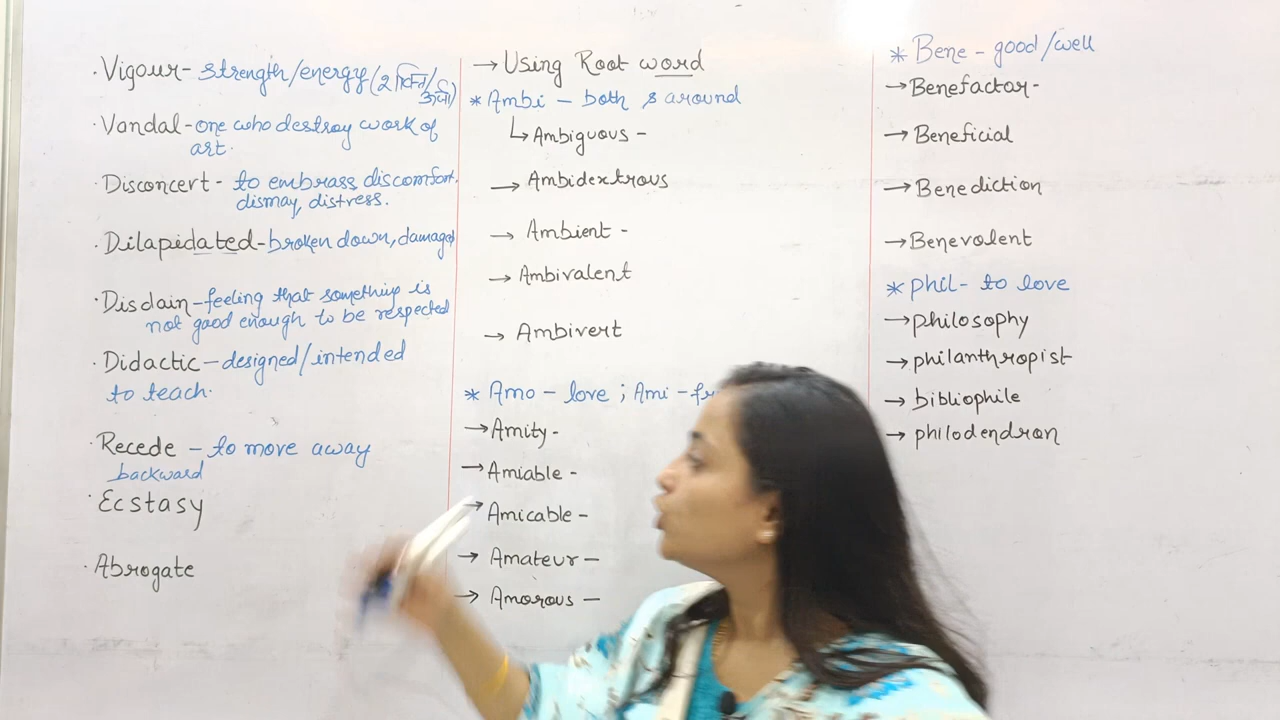 · Vigour - strength/energy (शक्ति/
ऊर्जा)
· Vandal - one who destroy work of
art.
· Disconcert - to embrass, discomfort,
dismay, distress.
· Dilapidated - broken down, damaged
· Disdain - feeling that something is
not good enough to be respected
· Didactic - designed/intended
to teach.
· Recede - to move away
backward
· Ecstasy
· Abrogate
→ Using Root word
* Ambi - both & around
↳ Ambiguous -
→ Ambidextrous
→ Ambient -
→ Ambivalent
→ Ambivert
* Amo - love ; Ami -
→ Amity -
→ Amiable -
→ Amicable -
→ Amateur -
→ Amorous -
* Bene - good/well
→ Benefactor -
→ Beneficial
→ Benediction
→ Benevolent
* phil - to love
→ philosophy
→ philanthropist
→ bibliophile
→ philodendron